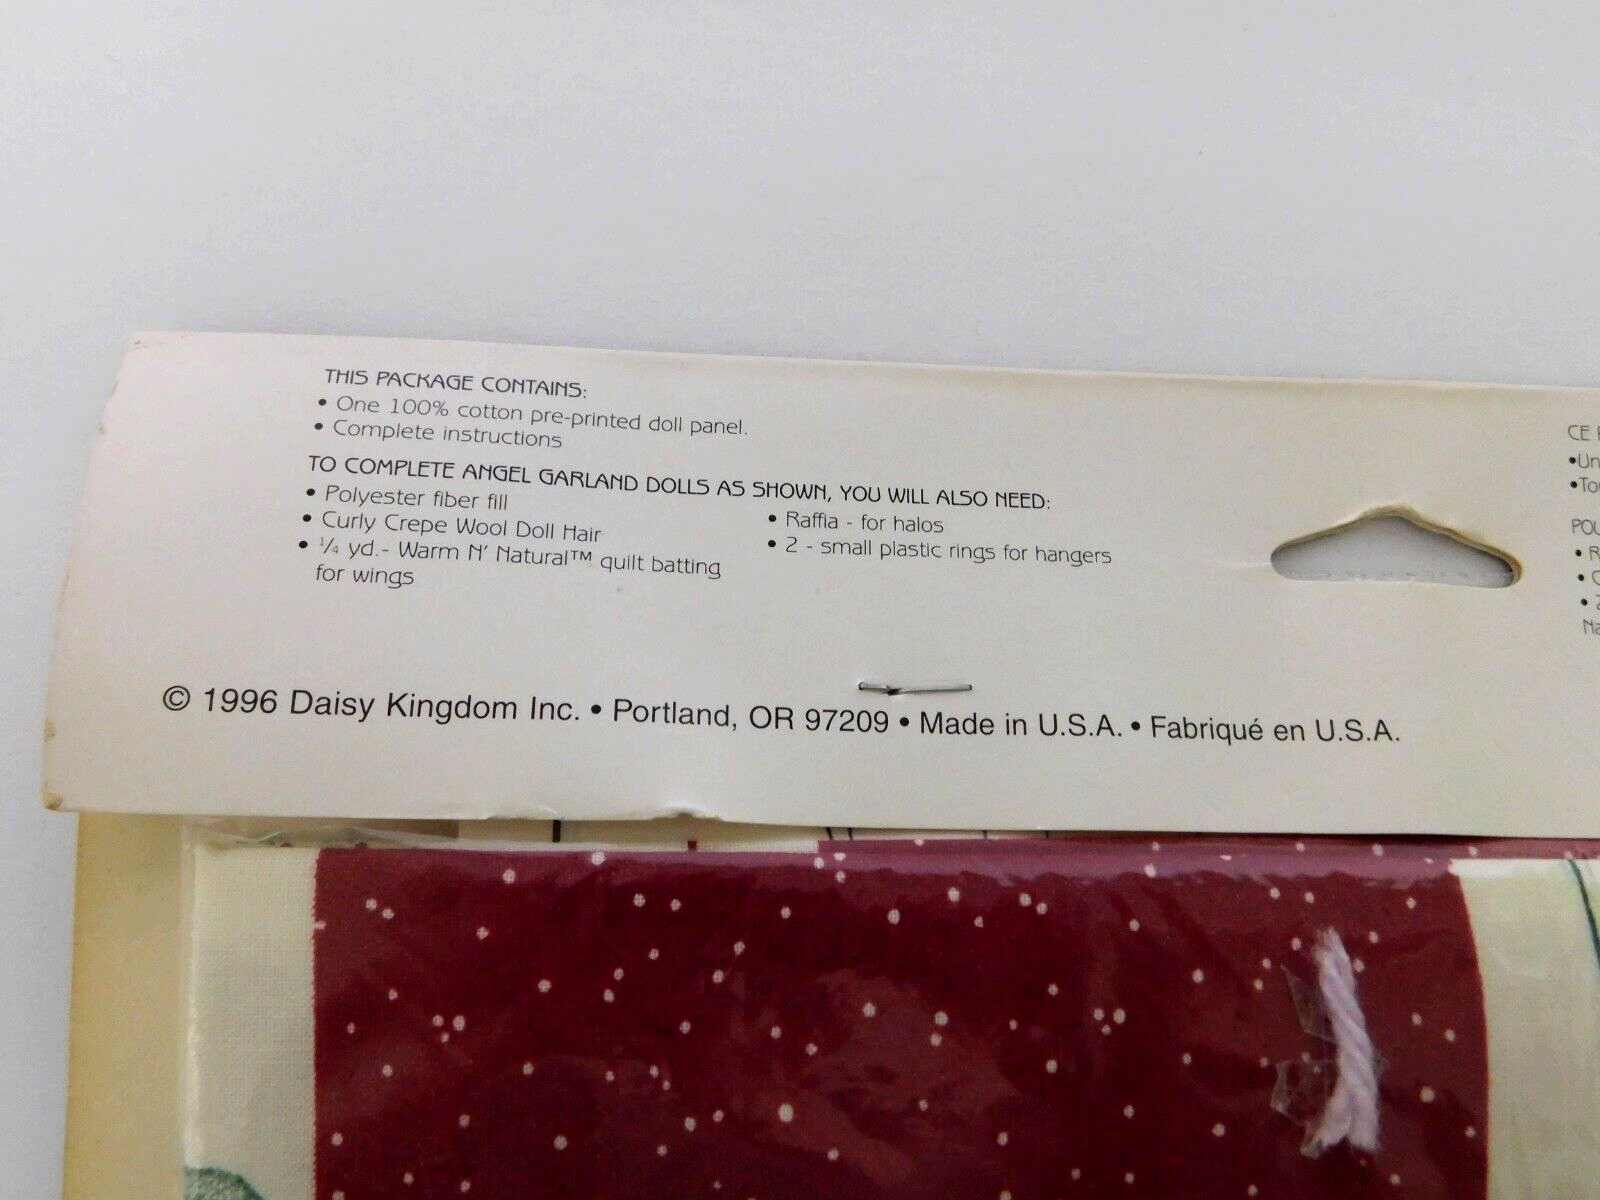 THIS PACKAGE CONTAINS:
• One 100% cotton pre-printed doll panel.
• Complete instructions
TO COMPLETE ANGEL GARLAND DOLLS AS SHOWN, YOU WILL ALSO NEED:
• Polyester fiber fill
• Curly Crepe Wool Doll Hair
• ¼ yd.- Warm N' Natural™ quilt batting
for wings
• Raffia - for halos
• 2 - small plastic rings for hangers
© 1996 Daisy Kingdom Inc. • Portland, OR 97209 • Made in U.S.A. • Fabriqué en U.S.A.
CE